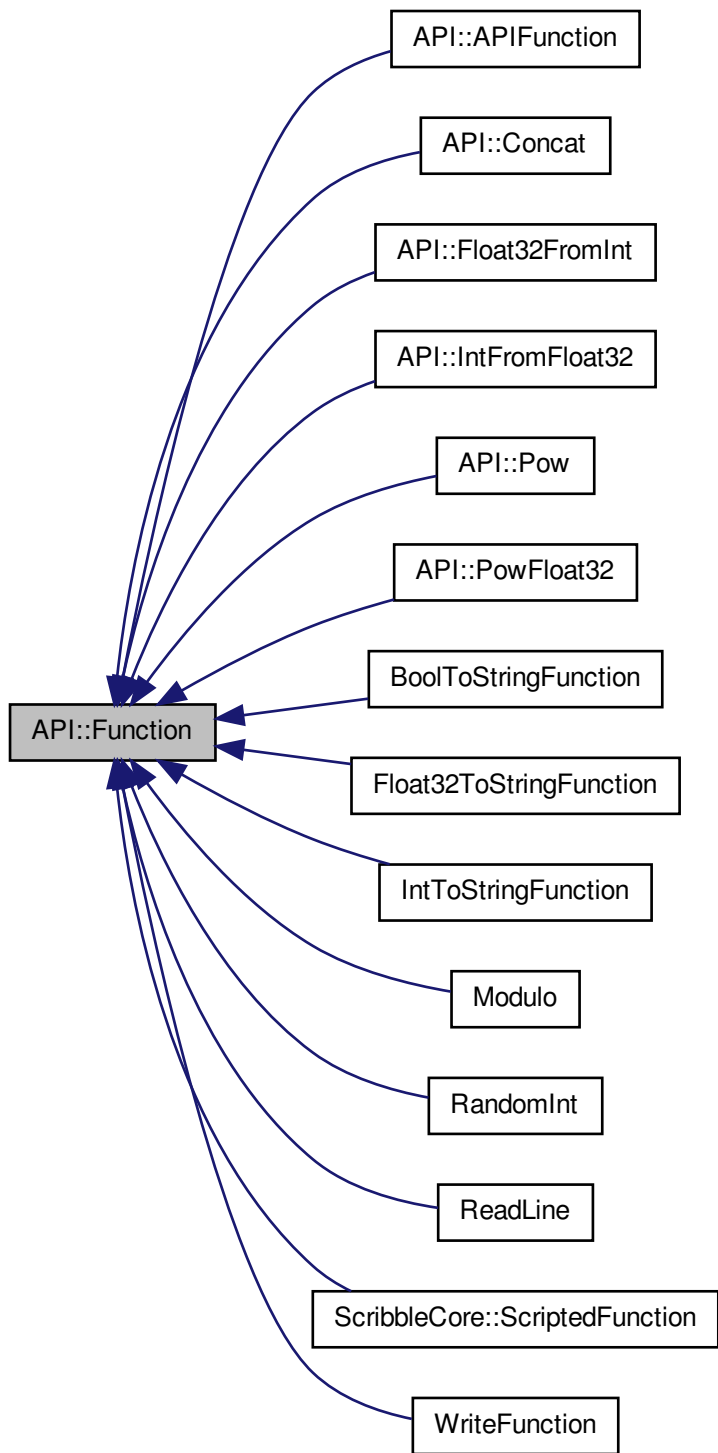 API::APIFunction
API::Concat
API::Float32FromInt
API::IntFromFloat32
API::Pow
API::PowFloat32
BoolToStringFunction
API::Function
Float32ToStringFunction
IntToStringFunction
Modulo
RandomInt
ReadLine
ScribbleCore::ScriptedFunction
WriteFunction